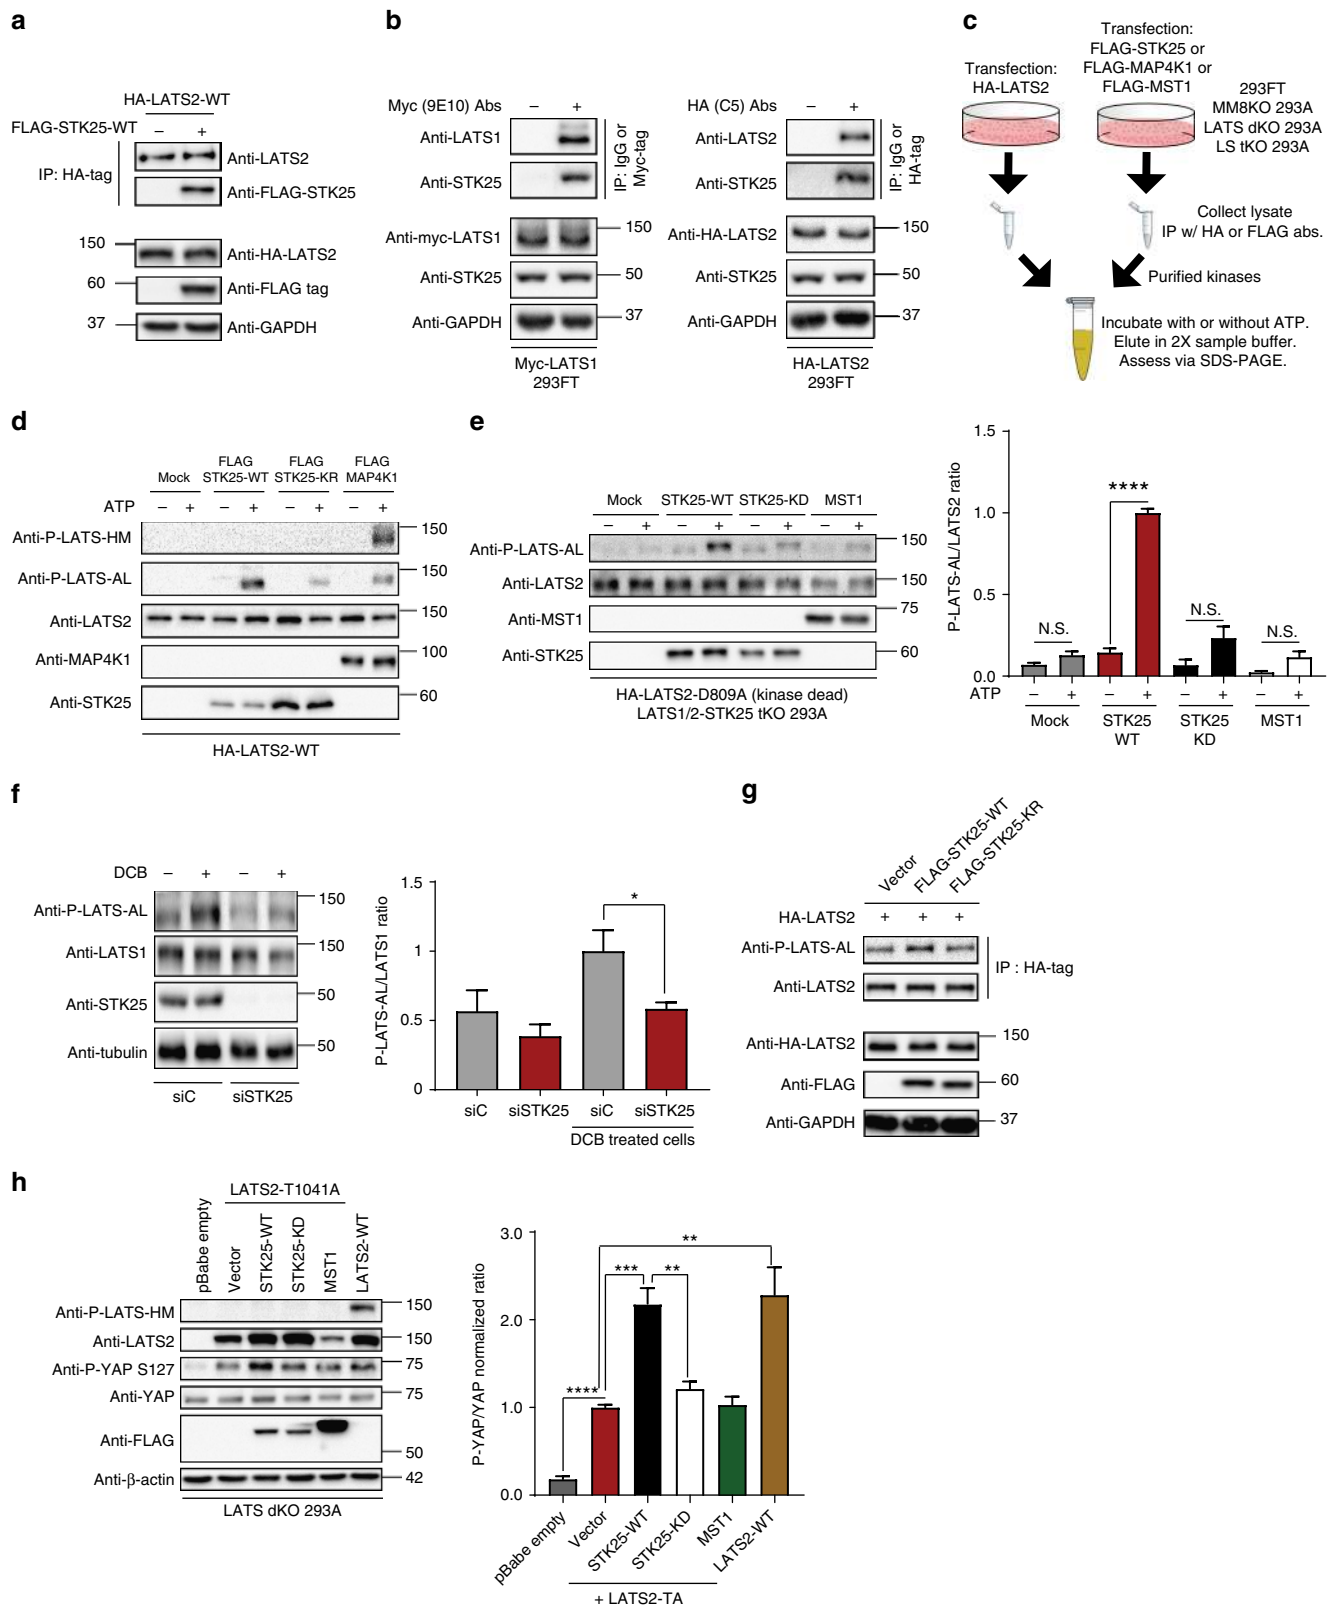 a
HA-LATS2-WT
FLAG-STK25-WT – +
IP: HA-tag
Anti-LATS2
Anti-FLAG-STK25
150
Anti-HA-LATS2
60
Anti-FLAG tag
37
Anti-GAPDH
b
Myc (9E10) Abs – +
Anti-LATS1
Anti-STK25
IP: IgG or
Myc-tag
Anti-myc-LATS1
150
Anti-STK25
50
Anti-GAPDH
37
Myc-LATS1
293FT
HA (C5) Abs – +
Anti-LATS2
Anti-STK25
IP: IgG or
HA-tag
Anti-HA-LATS2
150
Anti-STK25
50
Anti-GAPDH
37
HA-LATS2
293FT
c
Transfection:
HA-LATS2
Transfection:
FLAG-STK25 or
FLAG-MAP4K1 or
FLAG-MST1
293FT
MM8KO 293A
LATS dKO 293A
LS tKO 293A
Collect lysate
IP w/ HA or FLAG abs.
Purified kinases
Incubate with or without ATP.
Elute in 2X sample buffer.
Assess via SDS-PAGE.
d
Mock
FLAG
STK25-WT
FLAG
STK25-KR
FLAG
MAP4K1
ATP – + – + – + – +
Anti-P-LATS-HM
150
Anti-P-LATS-AL
150
Anti-LATS2
150
Anti-MAP4K1
100
Anti-STK25
60
HA-LATS2-WT
e
Mock STK25-WT STK25-KD MST1
– + – + – + – +
Anti-P-LATS-AL
150
Anti-LATS2
150
Anti-MST1
75
Anti-STK25
60
HA-LATS2-D809A (kinase dead)
LATS1/2-STK25 tKO 293A
P-LATS-AL/LATS2 ratio
1.5
1.0
0.5
0.0
N.S.
****
N.S.
N.S.
ATP – + – + – + – +
Mock
STK25
WT
STK25
KD
MST1
f
DCB – + – +
Anti-P-LATS-AL
150
Anti-LATS1
150
Anti-STK25
50
Anti-tubulin
50
siC siSTK25
P-LATS-AL/LATS1 ratio
1.5
1
0.5
0
*
siC siSTK25 siC siSTK25
DCB treated cells
g
Vector
FLAG-STK25-WT
FLAG-STK25-KR
HA-LATS2 + + +
Anti-P-LATS-AL
Anti-LATS2
IP : HA-tag
Anti-HA-LATS2
150
Anti-FLAG
60
Anti-GAPDH
37
h
LATS2-T1041A
pBabe empty
Vector
STK25-WT
STK25-KD
MST1
LATS2-WT
Anti-P-LATS-HM
150
Anti-LATS2
150
Anti-P-YAP S127
75
Anti-YAP
75
Anti-FLAG
50
Anti-β-actin
42
LATS dKO 293A
P-YAP/YAP normalized ratio
3.0
2.0
1.0
0.0
****
***
**
**
pBabe empty
Vector
STK25-WT
STK25-KD
MST1
LATS2-WT
+ LATS2-TA